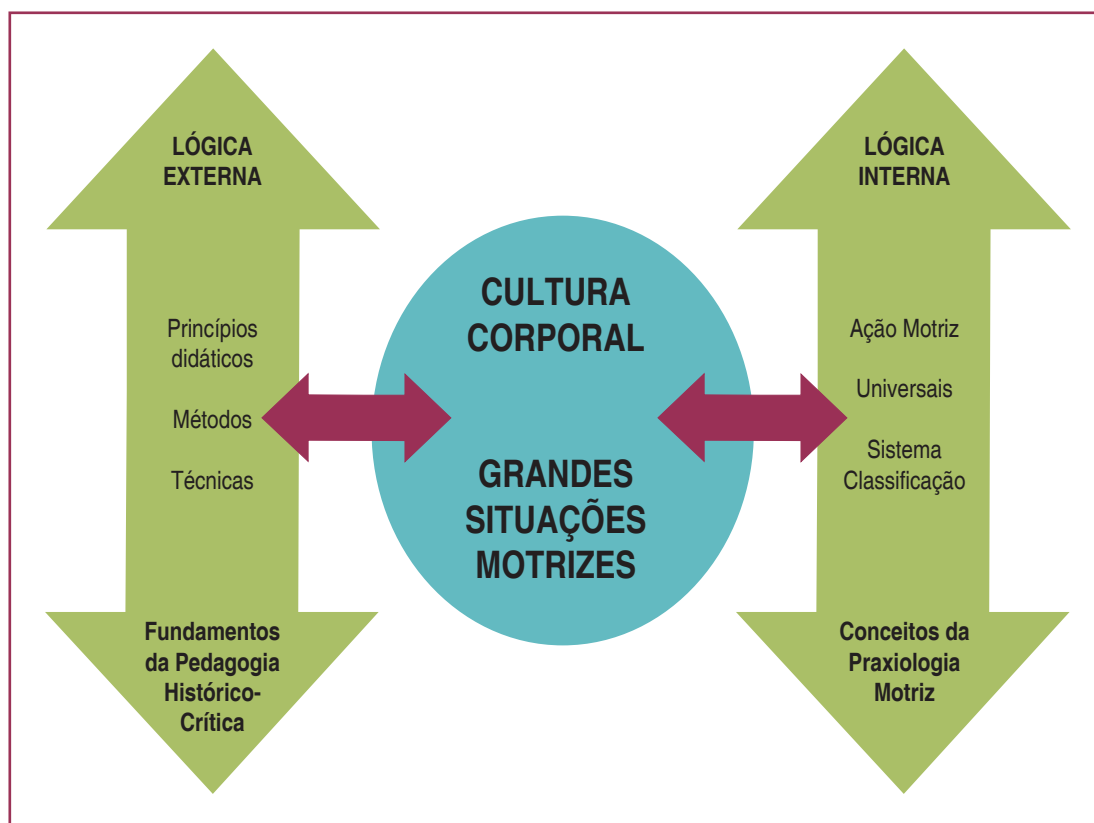 LÓGICA
EXTERNA
Princípios
didáticos
Métodos
Técnicas
Fundamentos
da Pedagogia
Histórico-
Crítica
CULTURA
CORPORAL
GRANDES
SITUAÇÕES
MOTRIZES
LÓGICA
INTERNA
Ação Motriz
Universais
Sistema
Classificação
Conceitos da
Praxiologia
Motriz